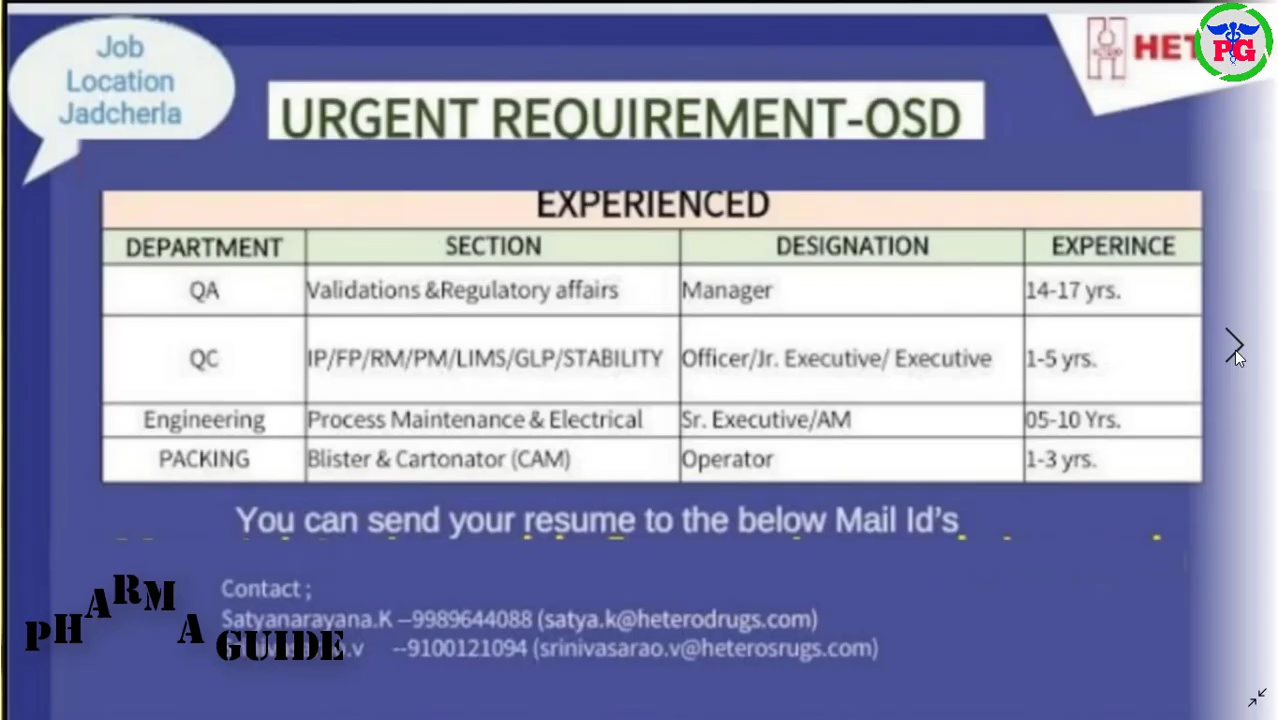 Job
Location
Jadcherla
HET
PG
URGENT REQUIREMENT-OSD
EXPERIENCED
DEPARTMENT SECTION DESIGNATION EXPERINCE
QA Validations &Regulatory affairs Manager 14-17 yrs.
QC IP/FP/RM/PM/LIMS/GLP/STABILITY Officer/Jr. Executive/ Executive 1-5 yrs.
Engineering Process Maintenance & Electrical Sr. Executive/AM 05-10 Yrs.
PACKING Blister & Cartonator (CAM) Operator 1-3 yrs.
You can send your resume to the below Mail Id’s
Contact ;
Satyanarayana.K –9989644088 (satya.k@heterodrugs.com)
--9100121094 (srinivasarao.v@heterosrugs.com)
PHARMA GUIDE